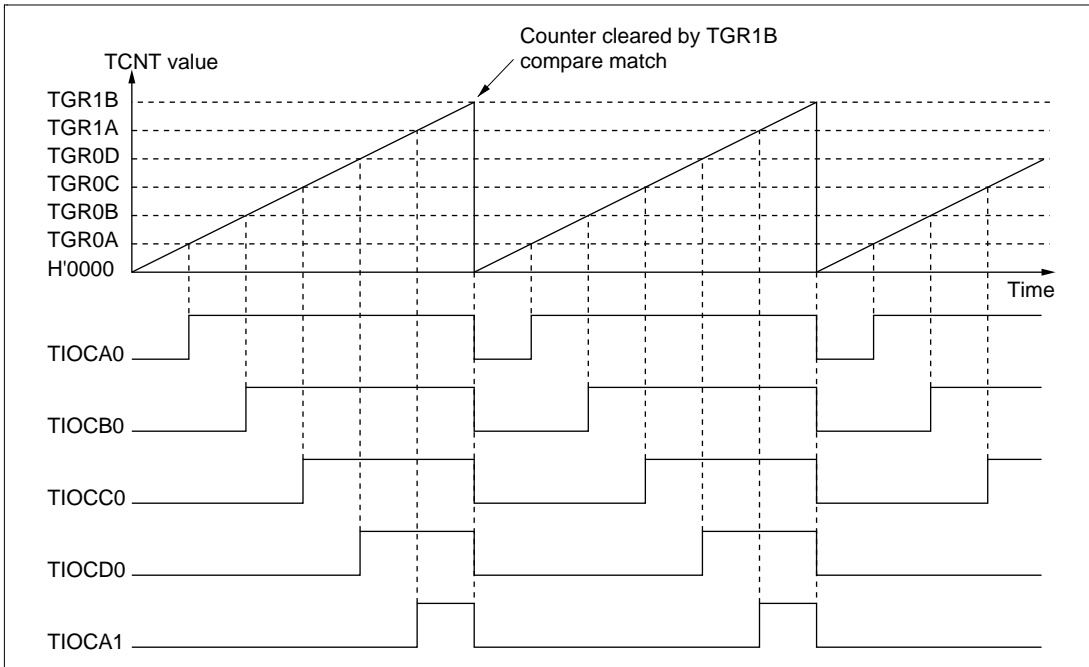 Counter cleared by TGR1B
compare match
TCNT value
TGR1B
TGR1A
TGR0D
TGR0C
TGR0B
TGR0A
H'0000
Time
TIOCA0
TIOCB0
TIOCC0
TIOCD0
TIOCA1